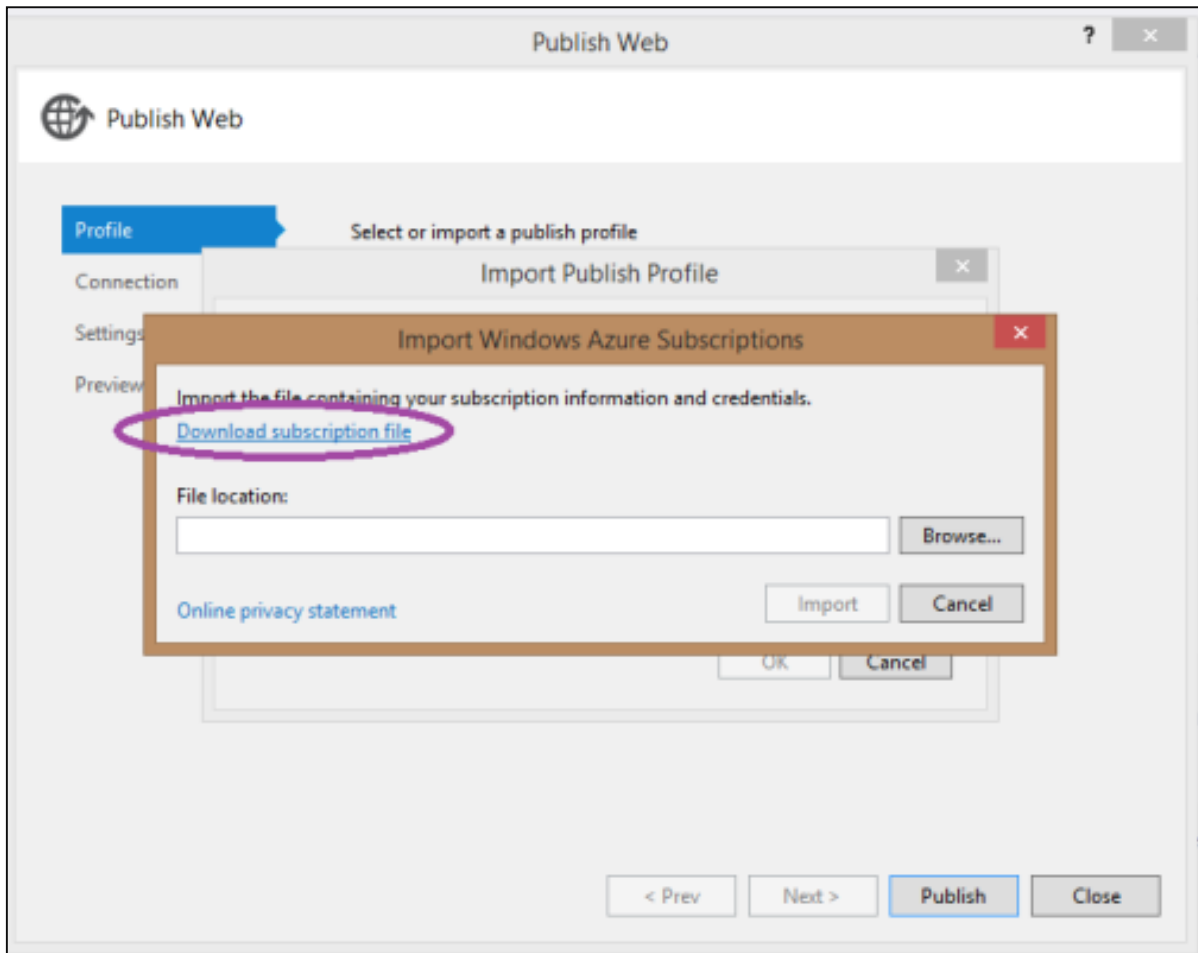 Publish Web
?
Publish Web
Profile
Select or import a publish profile
Connection
Import Publish Profile
Settings
Import Windows Azure Subscriptions
Preview
Import the file containing your subscription information and credentials.
Download subscription file
File location:
Browse...
Online privacy statement
Import
Cancel
OK
Cancel
< Prev
Next >
Publish
Close